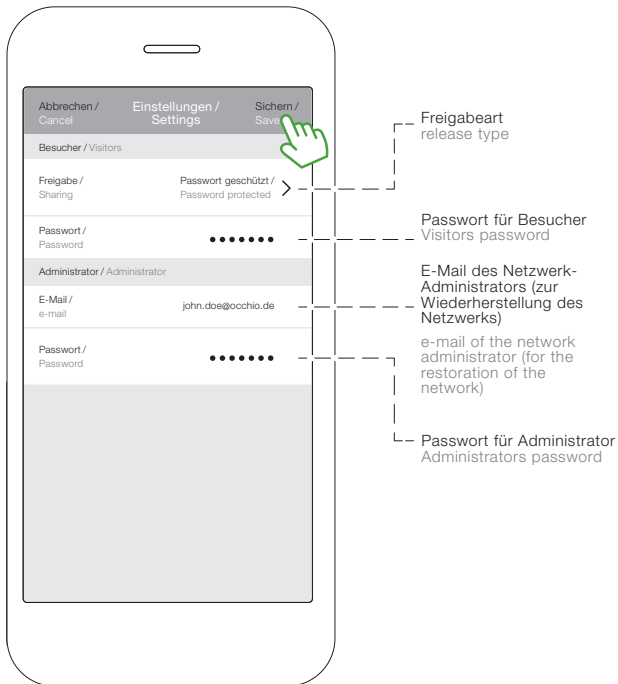 Abbrechen /
Cancel
Einstellungen /
Settings
Sichern /
Save
Besucher / Visitors
Freigabe /
Sharing
Passwort geschützt /
Password protected
Passwort /
Password
•••••••
Administrator / Administrator
E-Mail /
e-mail
john.doe@occhio.de
Passwort /
Password
•••••••
Freigabeart
release type
Passwort für Besucher
Visitors password
E-Mail des Netzwerk-
Administrators (zur
Wiederherstellung des
Netzwerks)
e-mail of the network
administrator (for the
restoration of the
network)
Passwort für Administrator
Administrators password